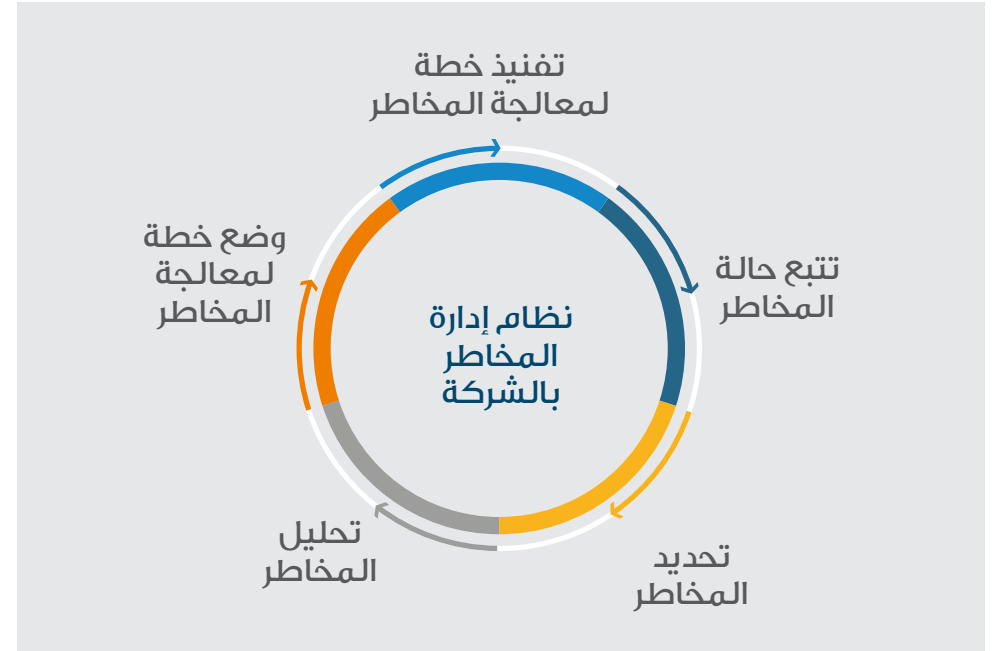 تفنيذ خطة
لمعالجة المخاطر
تتبع حالة
المخاطر
تحديد
المخاطر
تحليل
المخاطر
وضع خطة
لمعالجة
المخاطر
نظام إدارة
المخاطر
بالشركة